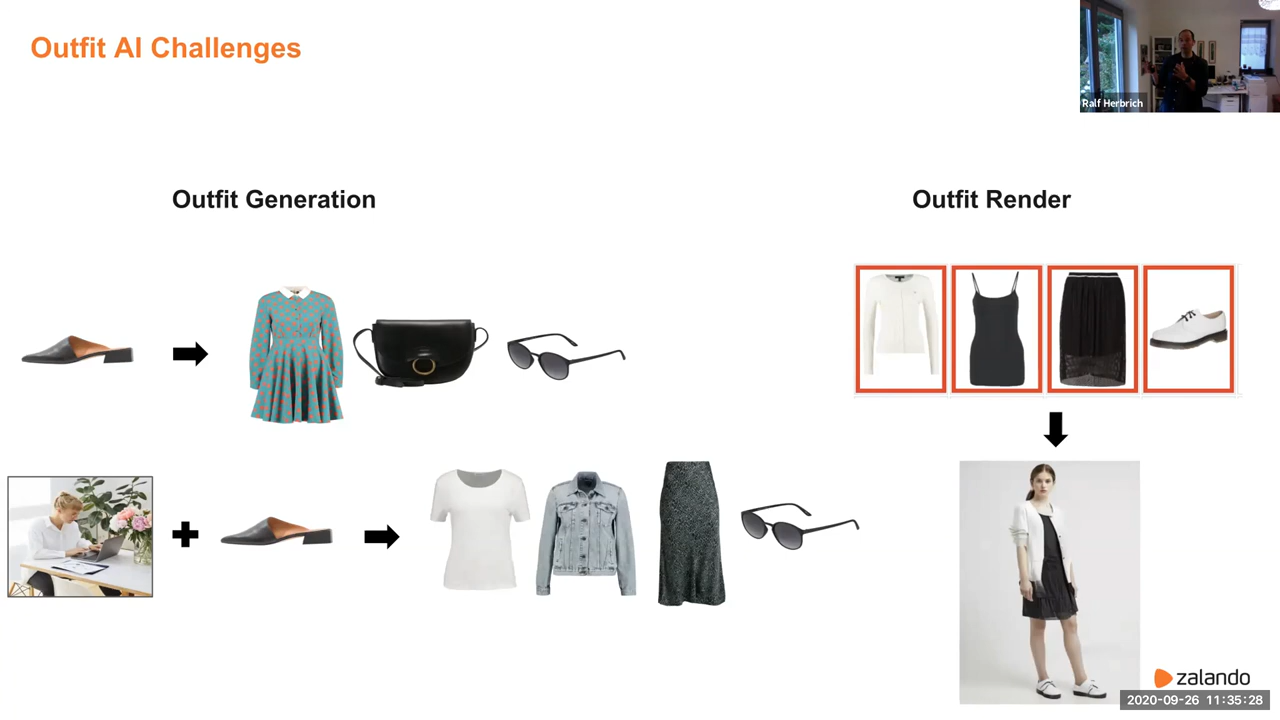 Outfit AI Challenges
Ralf Herbrich
Outfit Generation
Outfit Render
zalando
2020-09-26 11:35:28